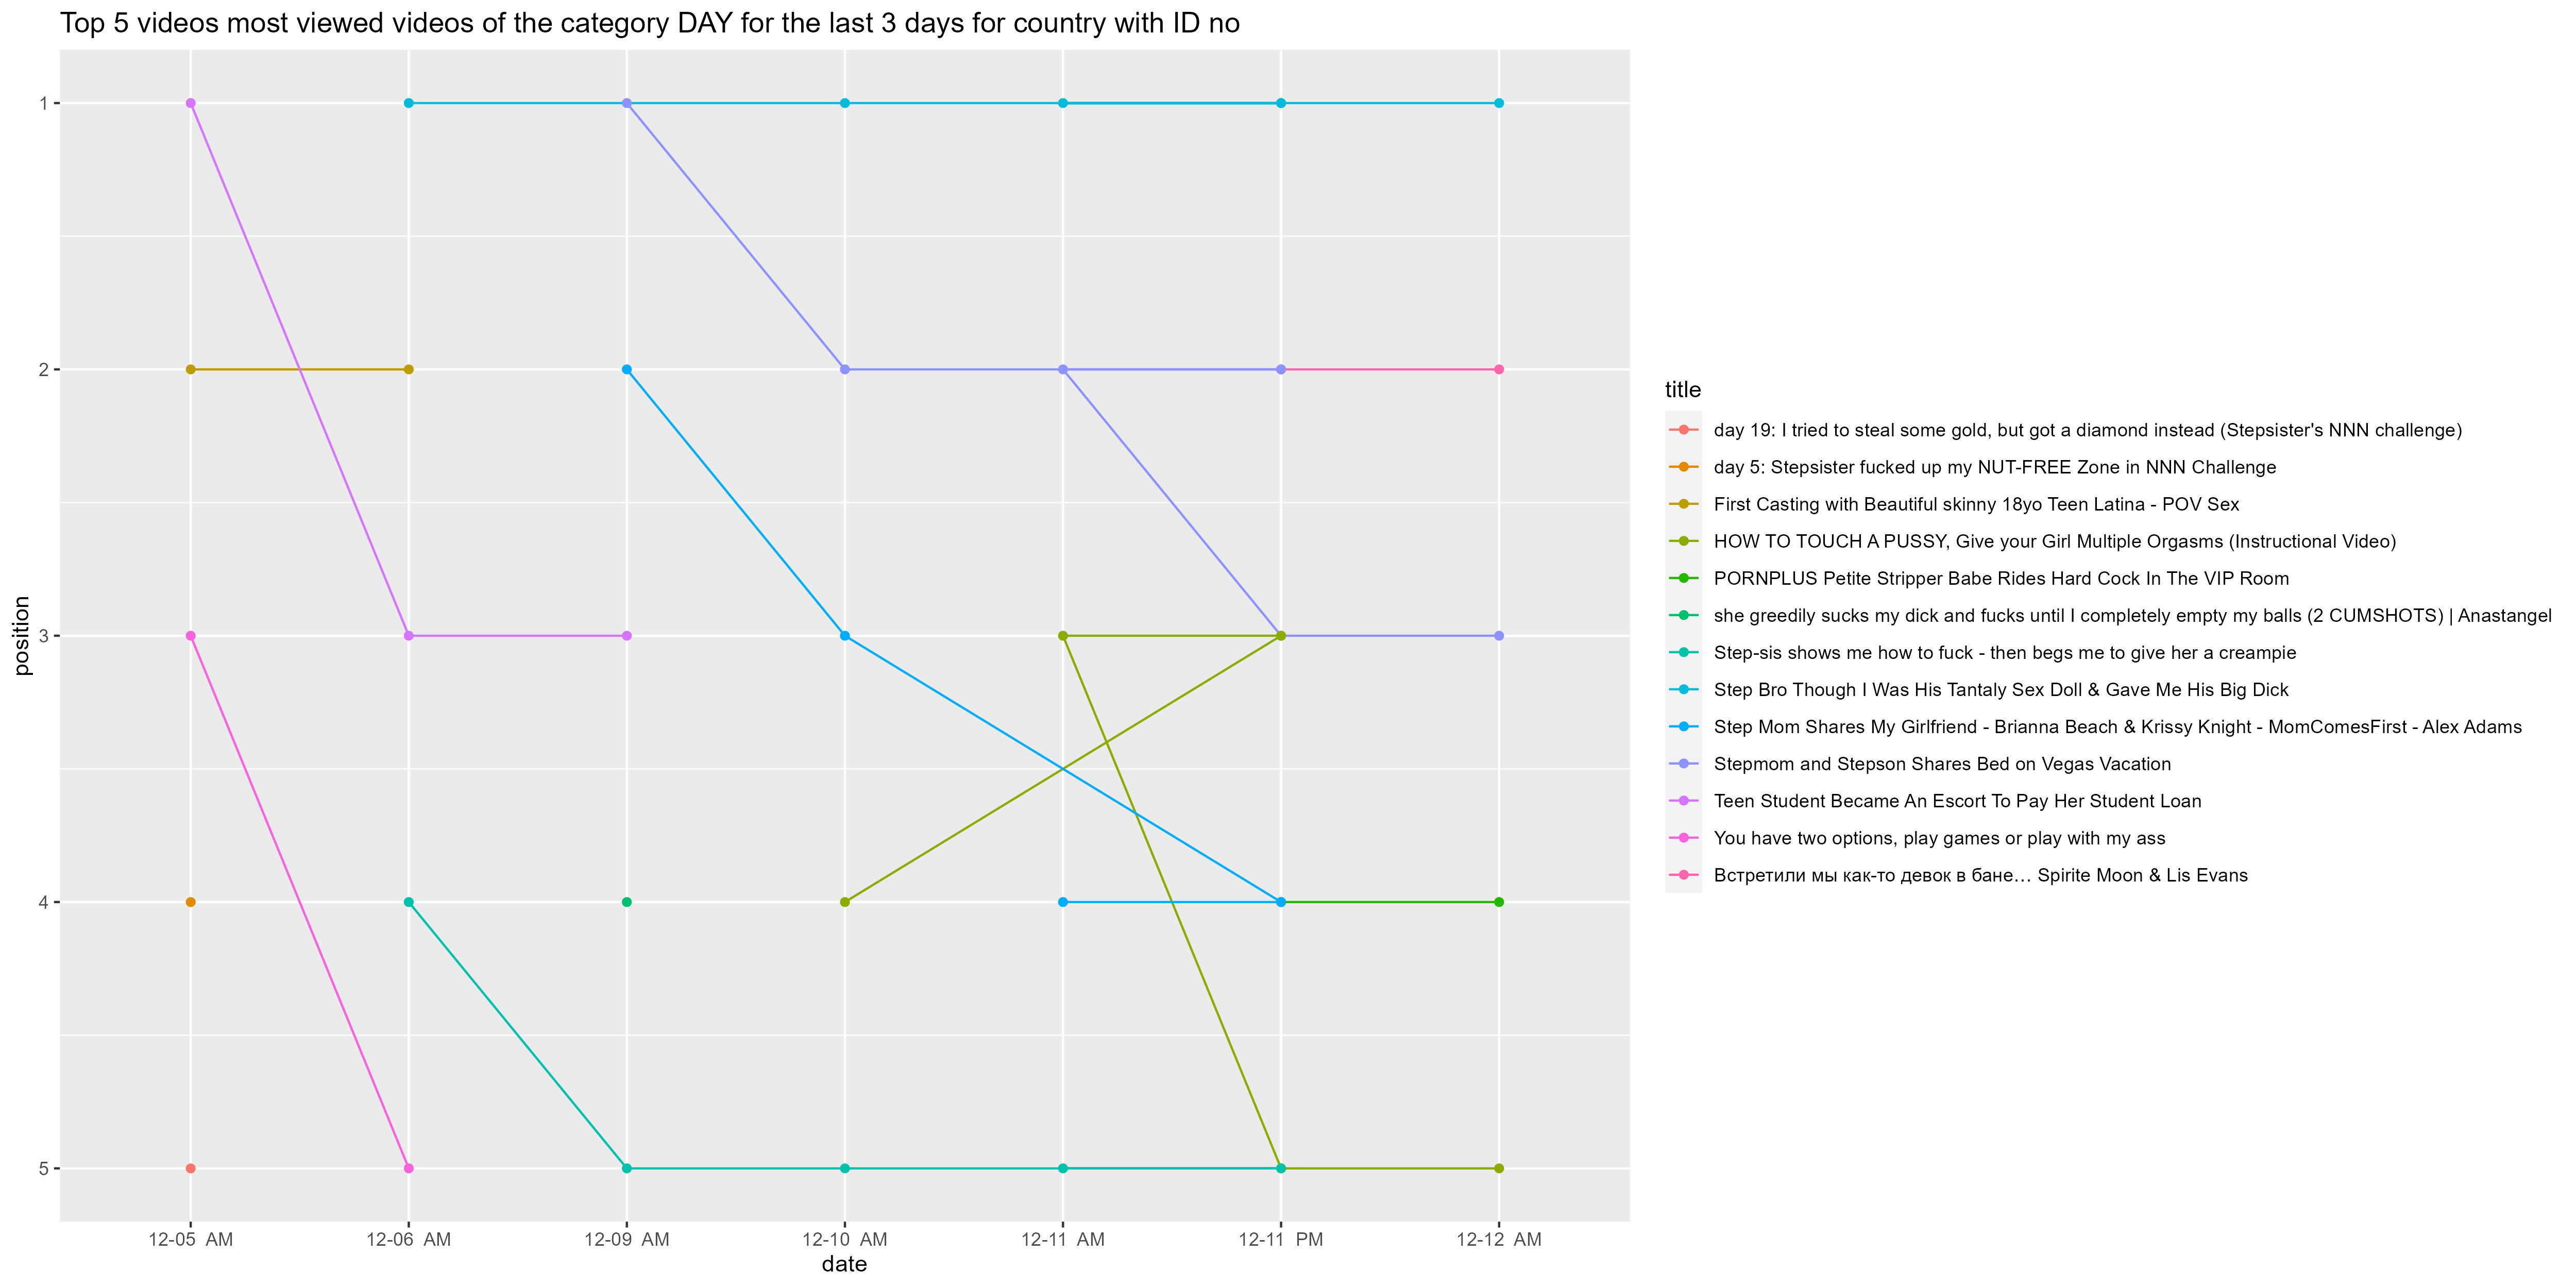 Top 5 videos most viewed videos of the category DAY for the last 3 days for country with ID no
position
1
2
3
4
5
12-05 AM
12-06 AM
12-09 AM
12-10 AM
12-11 AM
12-11 PM
12-12 AM
date
title
day 19: I tried to steal some gold, but got a diamond instead (Stepsister's NNN challenge)
day 5: Stepsister fucked up my NUT-FREE Zone in NNN Challenge
First Casting with Beautiful skinny 18yo Teen Latina - POV Sex
HOW TO TOUCH A PUSSY, Give your Girl Multiple Orgasms (Instructional Video)
PORNPLUS Petite Stripper Babe Rides Hard Cock In The VIP Room
she greedily sucks my dick and fucks until I completely empty my balls (2 CUMSHOTS) | Anastangel
Step-sis shows me how to fuck - then begs me to give her a creampie
Step Bro Though I Was His Tantaly Sex Doll & Gave Me His Big Dick
Step Mom Shares My Girlfriend - Brianna Beach & Krissy Knight - MomComesFirst - Alex Adams
Stepmom and Stepson Shares Bed on Vegas Vacation
Teen Student Became An Escort To Pay Her Student Loan
You have two options, play games or play with my ass
Встретили мы как-то девок в бане… Spirite Moon & Lis Evans